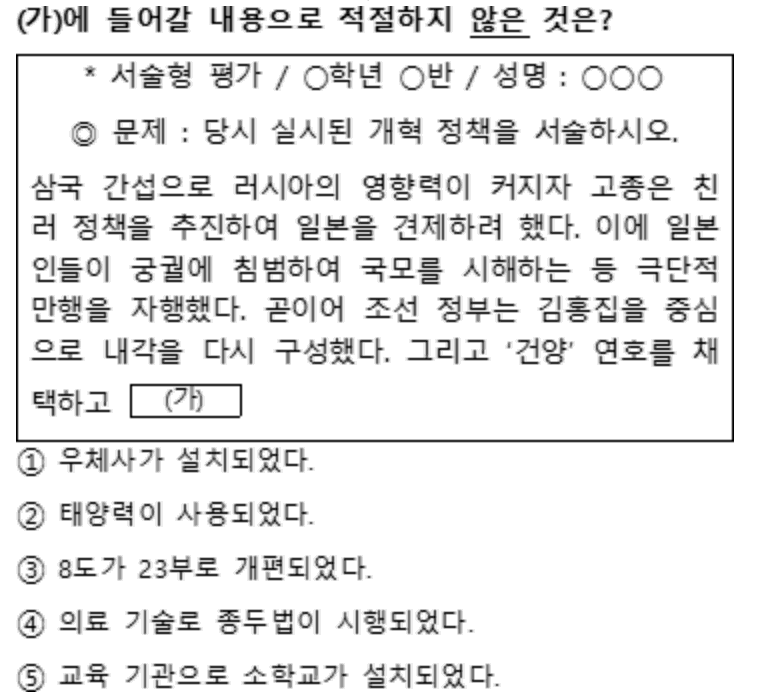 (가)에 들어갈 내용으로 적절하지 않은 것은?
* 서술형 평가 / ○학년 ○반 / 성명 : ○○○
◎ 문제 : 당시 실시된 개혁 정책을 서술하시오.
삼국 간섭으로 러시아의 영향력이 커지자 고종은 친
러 정책을 추진하여 일본을 견제하려 했다. 이에 일본
인들이 궁궐에 침범하여 국모를 시해하는 등 극단적
만행을 자행했다. 곧이어 조선 정부는 김홍집을 중심
으로 내각을 다시 구성했다. 그리고 ‘건양’ 연호를 채
택하고 (가)
① 우체사가 설치되었다.
② 태양력이 사용되었다.
③ 8도가 23부로 개편되었다.
④ 의료 기술로 종두법이 시행되었다.
⑤ 교육 기관으로 소학교가 설치되었다.